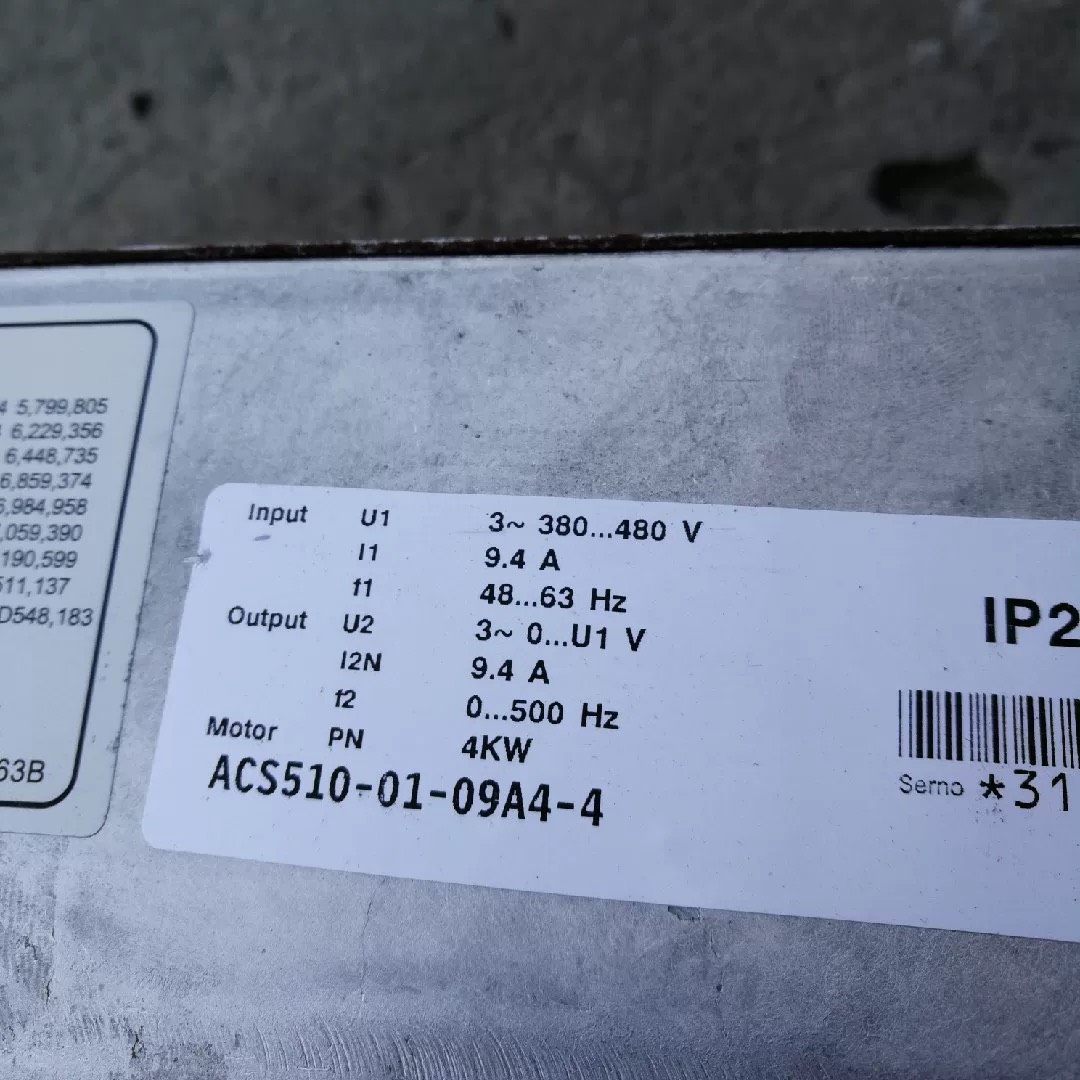 5,799,805
6,229,356
6,448,735
6,859,374
6,984,958
,059,390
190,599
511,137
D548,183
63B
Input U1 3~ 380...480 V
I1 9.4 A
f1 48...63 Hz
Output U2 3~ 0...U1 V
I2N 9.4 A
f2 0...500 Hz
Motor PN 4KW
ACS510-01-09A4-4
IP2
Serno *31